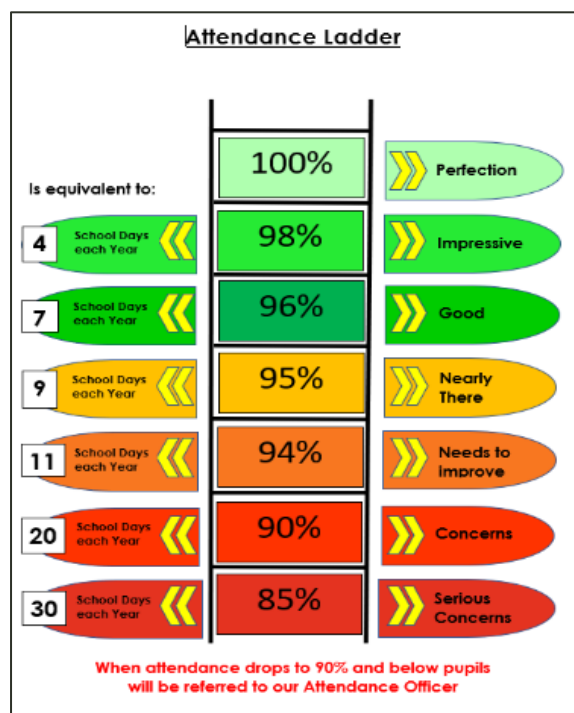 Attendance Ladder
100%
Perfection
Is equivalent to:
4
School Days
each Year
98%
Impressive
7
School Days
each Year
96%
Good
9
School Days
each Year
95%
Nearly
There
11
School Days
each Year
94%
Needs to
improve
20
School Days
each Year
90%
Concerns
30
School Days
each Year
85%
Serious
Concerns
When attendance drops to 90% and below pupils
will be referred to our Attendance Officer